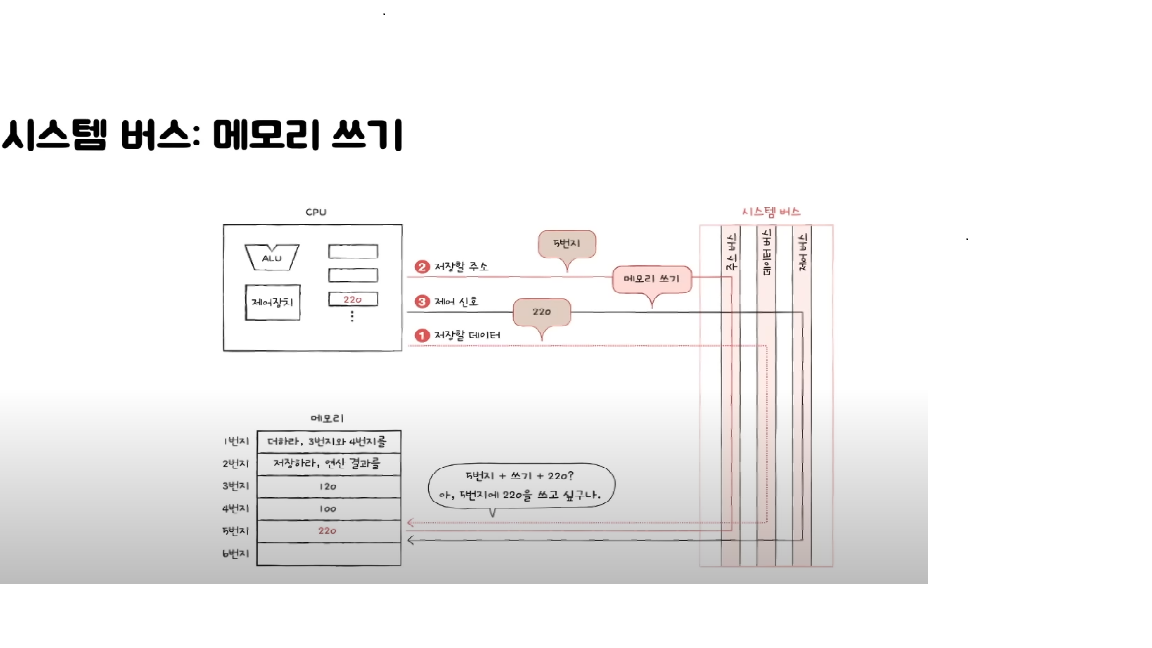 시스템 버스: 메모리 쓰기
CPU
ALU
제어장치
220
시스템 버스
주소 버스
데이터 버스
제어 버스
5번지
2 저장할 주소
메모리 쓰기
3 제어 신호
220
1 저장할 데이터
메모리
1번지 더하라, 3번지와 4번지를
2번지 저장하라, 연산 결과를
3번지 120
4번지 100
5번지 220
6번지
5번지 + 쓰기 + 220?
아, 5번지에 220을 쓰고 싶구나.